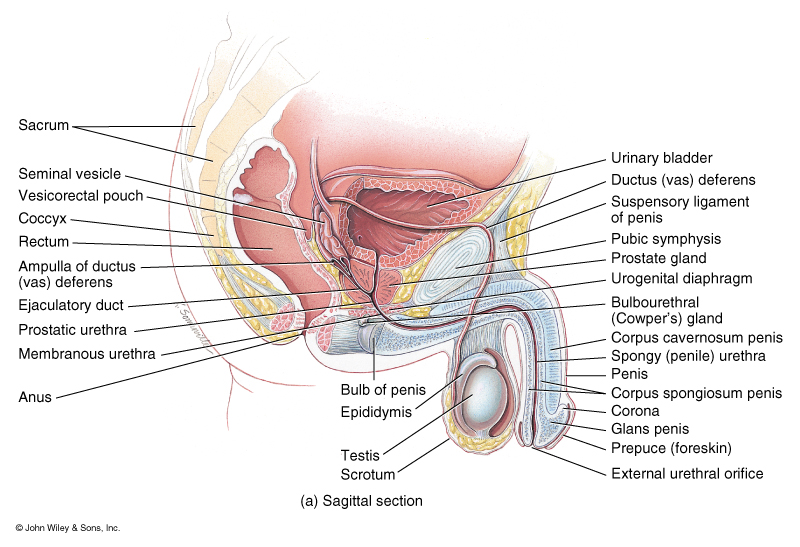 Sacrum
Seminal vesicle
Vesicorectal pouch
Coccyx
Rectum
Ampulla of ductus
(vas) deferens
Ejaculatory duct
Prostatic urethra
Membranous urethra
Anus
Urinary bladder
Ductus (vas) deferens
Suspensory ligament
of penis
Pubic symphysis
Prostate gland
Urogenital diaphragm
Bulbourethral
(Cowper's) gland
Corpus cavernosum penis
Spongy (penile) urethra
Penis
Corpus spongiosum penis
Corona
Glans penis
Prepuce (foreskin)
External urethral orifice
Bulb of penis
Epididymis
Testis
Scrotum
(a) Sagittal section
© John Wiley & Sons, Inc.